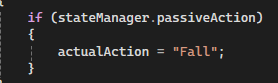 if (stateManager.passiveAction)
{
actualAction = "Fall";
}